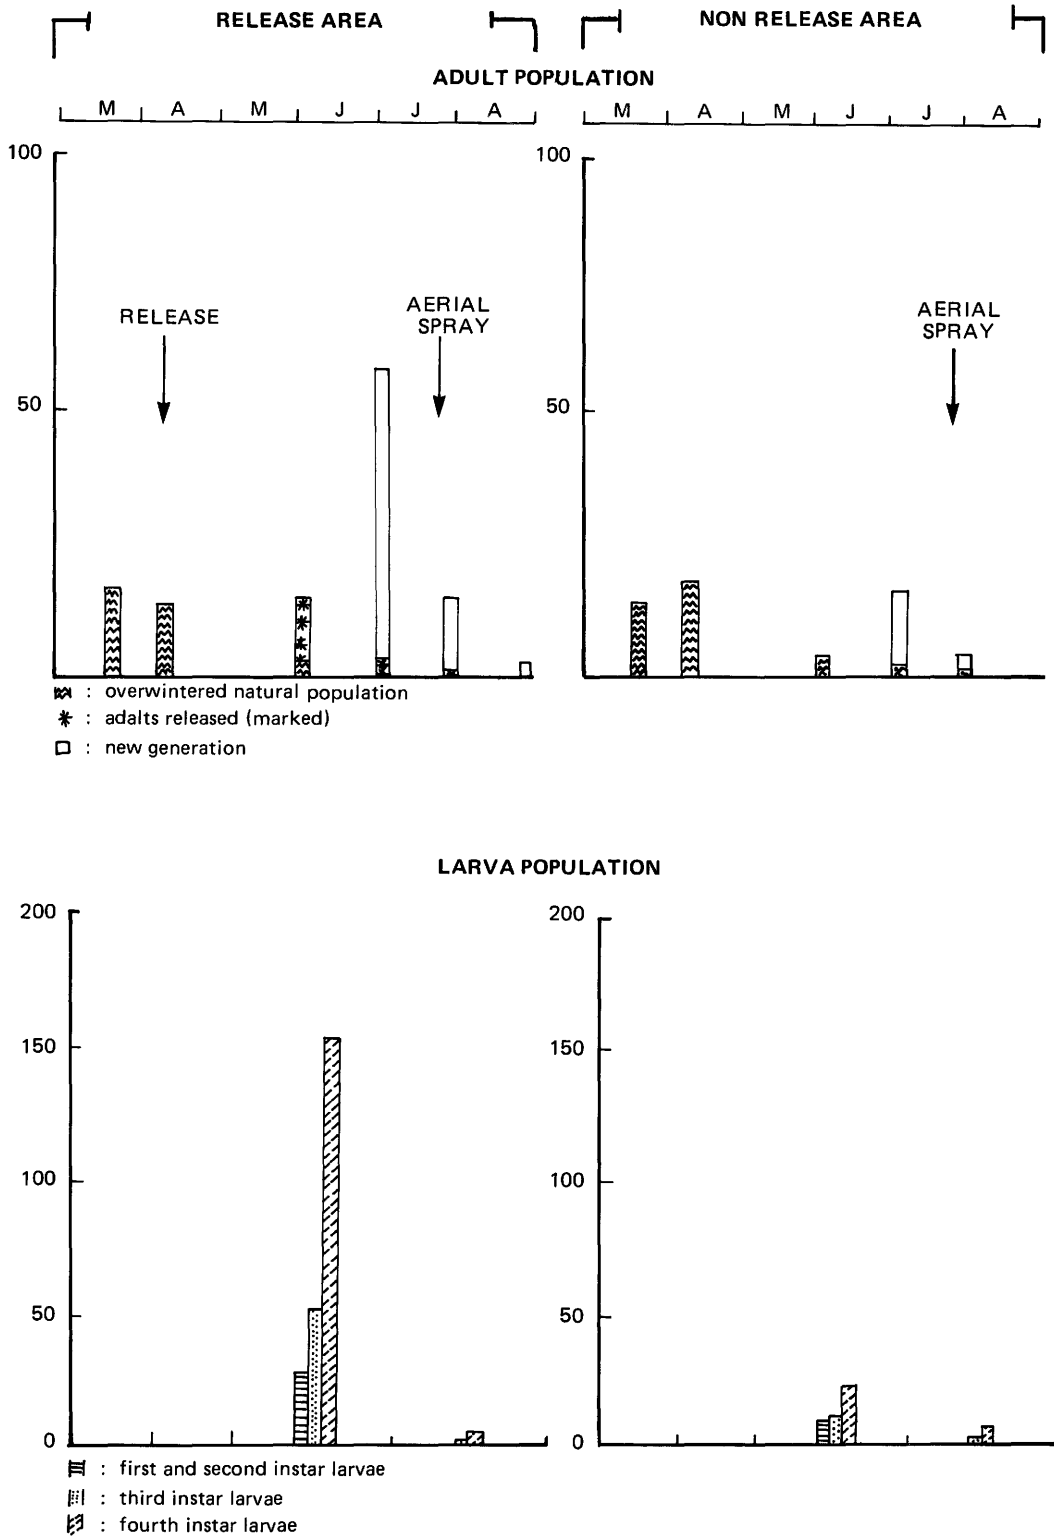 RELEASE AREA
NON RELEASE AREA
ADULT POPULATION
M A M J J A
M A M J J A
100
100
RELEASE
AERIAL
SPRAY
AERIAL
SPRAY
50
50
: overwintered natural population
: adalts released (marked)
: new generation
LARVA POPULATION
200
200
150
150
100
100
50
50
0
0
: first and second instar larvae
: third instar larvae
: fourth instar larvae